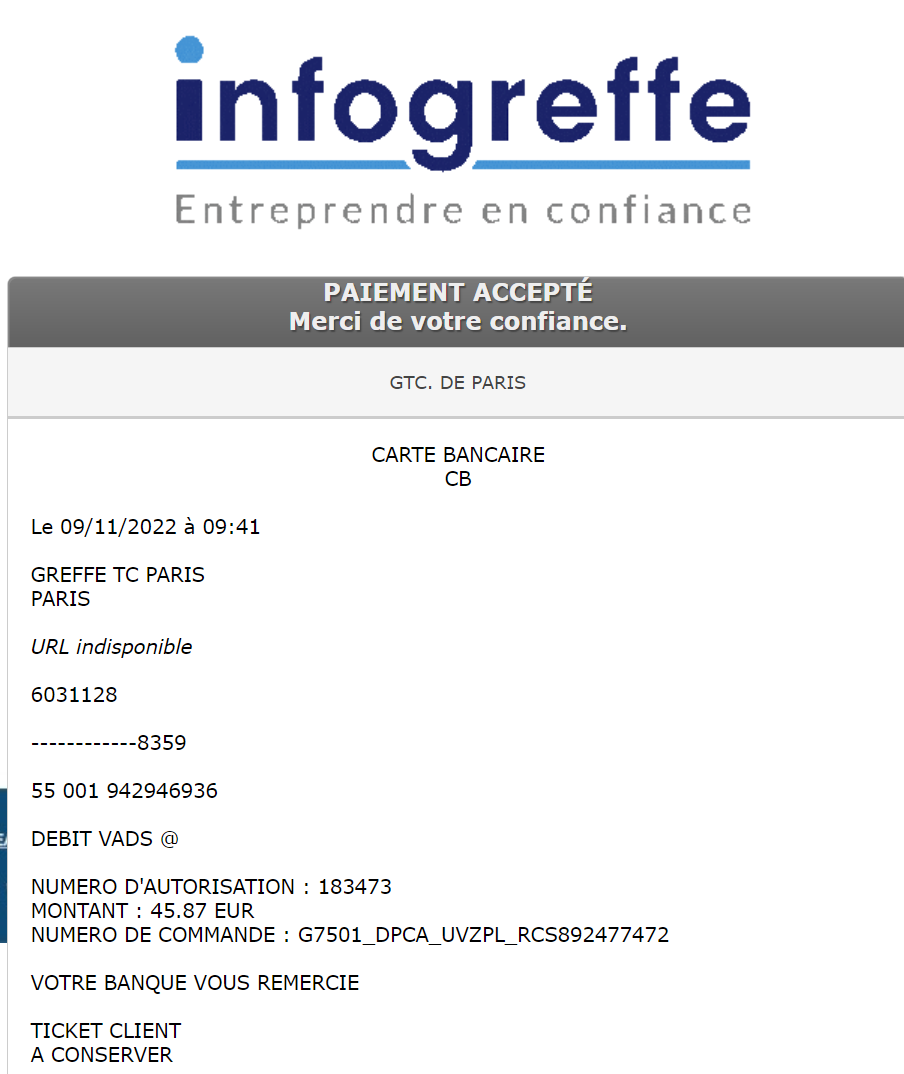 infogreffe
Entreprendre en confiance
PAIEMENT ACCEPTÉ
Merci de votre confiance.
GTC. DE PARIS
CARTE BANCAIRE
CB
Le 09/11/2022 à 09:41
GREFFE TC PARIS
PARIS
URL indisponible
6031128
------------8359
55 001 942946936
DEBIT VADS @
NUMERO D'AUTORISATION : 183473
MONTANT : 45.87 EUR
NUMERO DE COMMANDE : G7501_DPCA_UVZPL_RCS892477472
VOTRE BANQUE VOUS REMERCIE
TICKET CLIENT
A CONSERVER